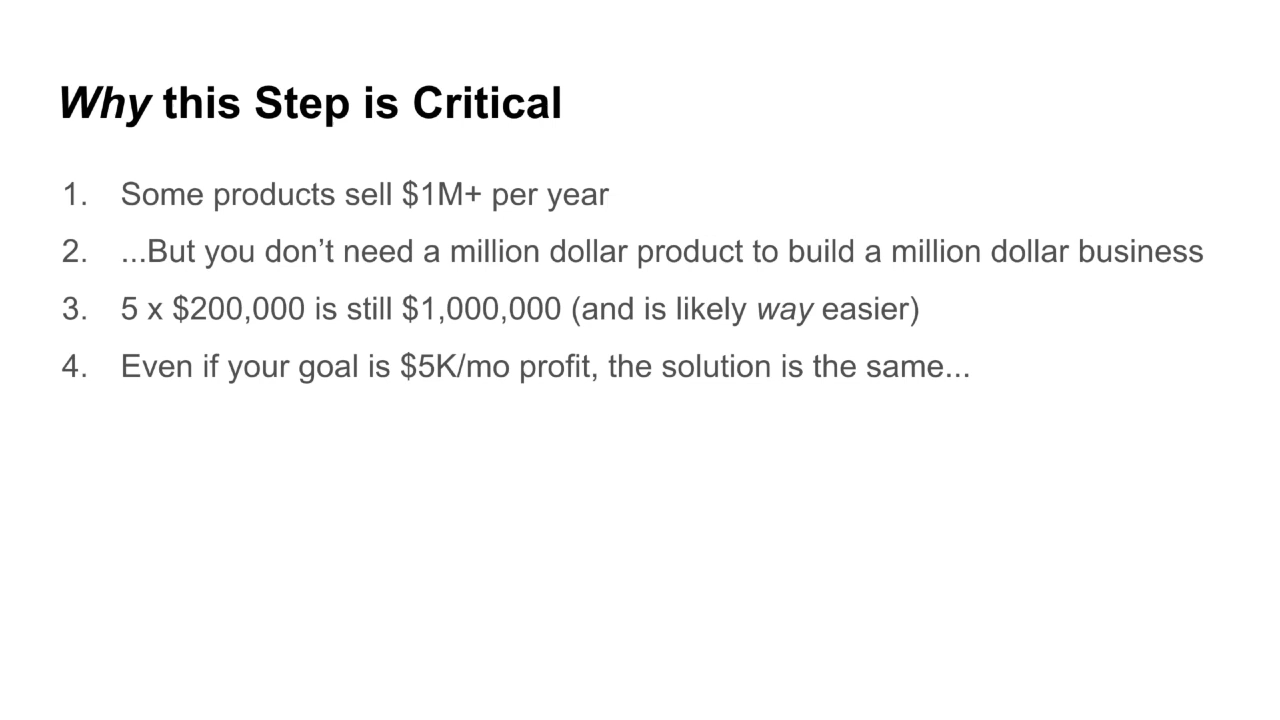 Why this Step is Critical
1. Some products sell $1M+ per year
2. ...But you don’t need a million dollar product to build a million dollar business
3. 5 x $200,000 is still $1,000,000 (and is likely way easier)
4. Even if your goal is $5K/mo profit, the solution is the same...